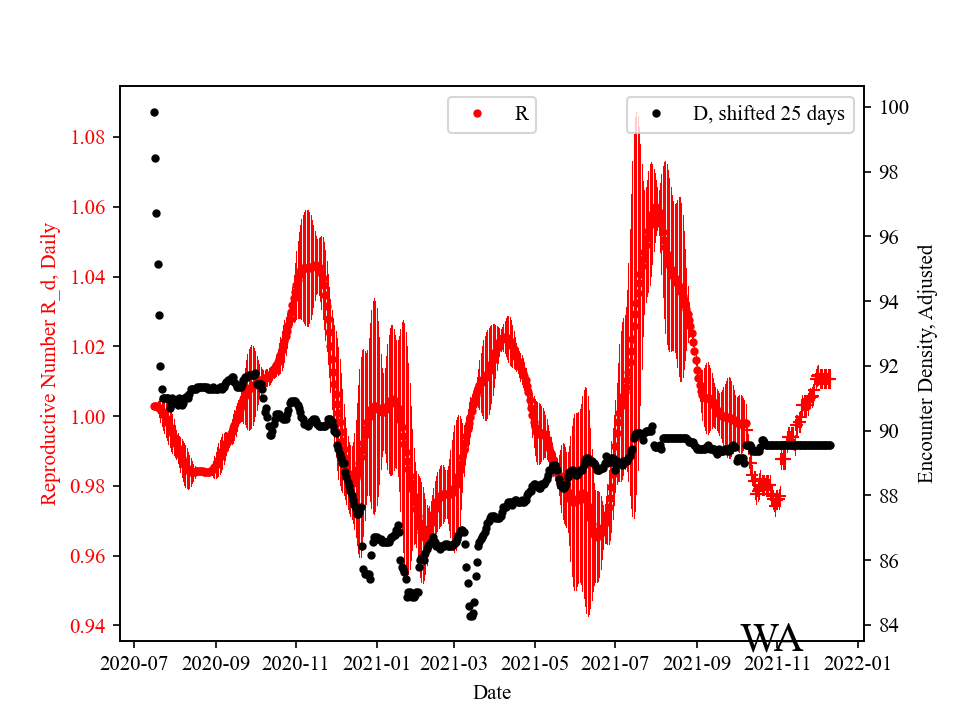 R
D, shifted 25 days
1.08
1.06
1.04
1.02
1.00
0.98
0.96
0.94
Reproductive Number R_d, Daily
100
98
96
94
92
90
88
86
84
Encounter Density, Adjusted
WA
2020-07 2020-09 2020-11 2021-01 2021-03 2021-05 2021-07 2021-09 2021-11 2022-01
Date